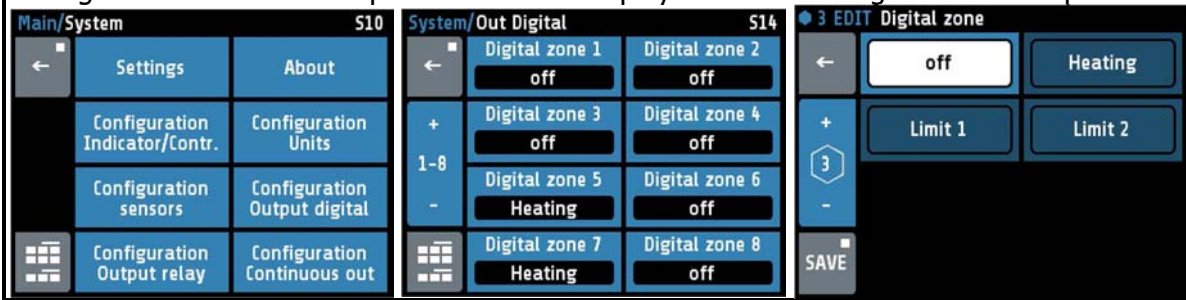 Main/System S10
←
Settings
About
Configuration
Indicator/Contr.
Configuration
Units
Configuration
sensors
Configuration
Output digital
Configuration
Output relay
Configuration
Continuous out
System/Out Digital S14
←
Digital zone 1
off
Digital zone 2
off
+
1-8
-
Digital zone 3
off
Digital zone 4
off
Digital zone 5
Heating
Digital zone 6
off
Digital zone 7
Heating
Digital zone 8
off
3 EDIT Digital zone
←
off
Heating
+
3
-
Limit 1
Limit 2
SAVE